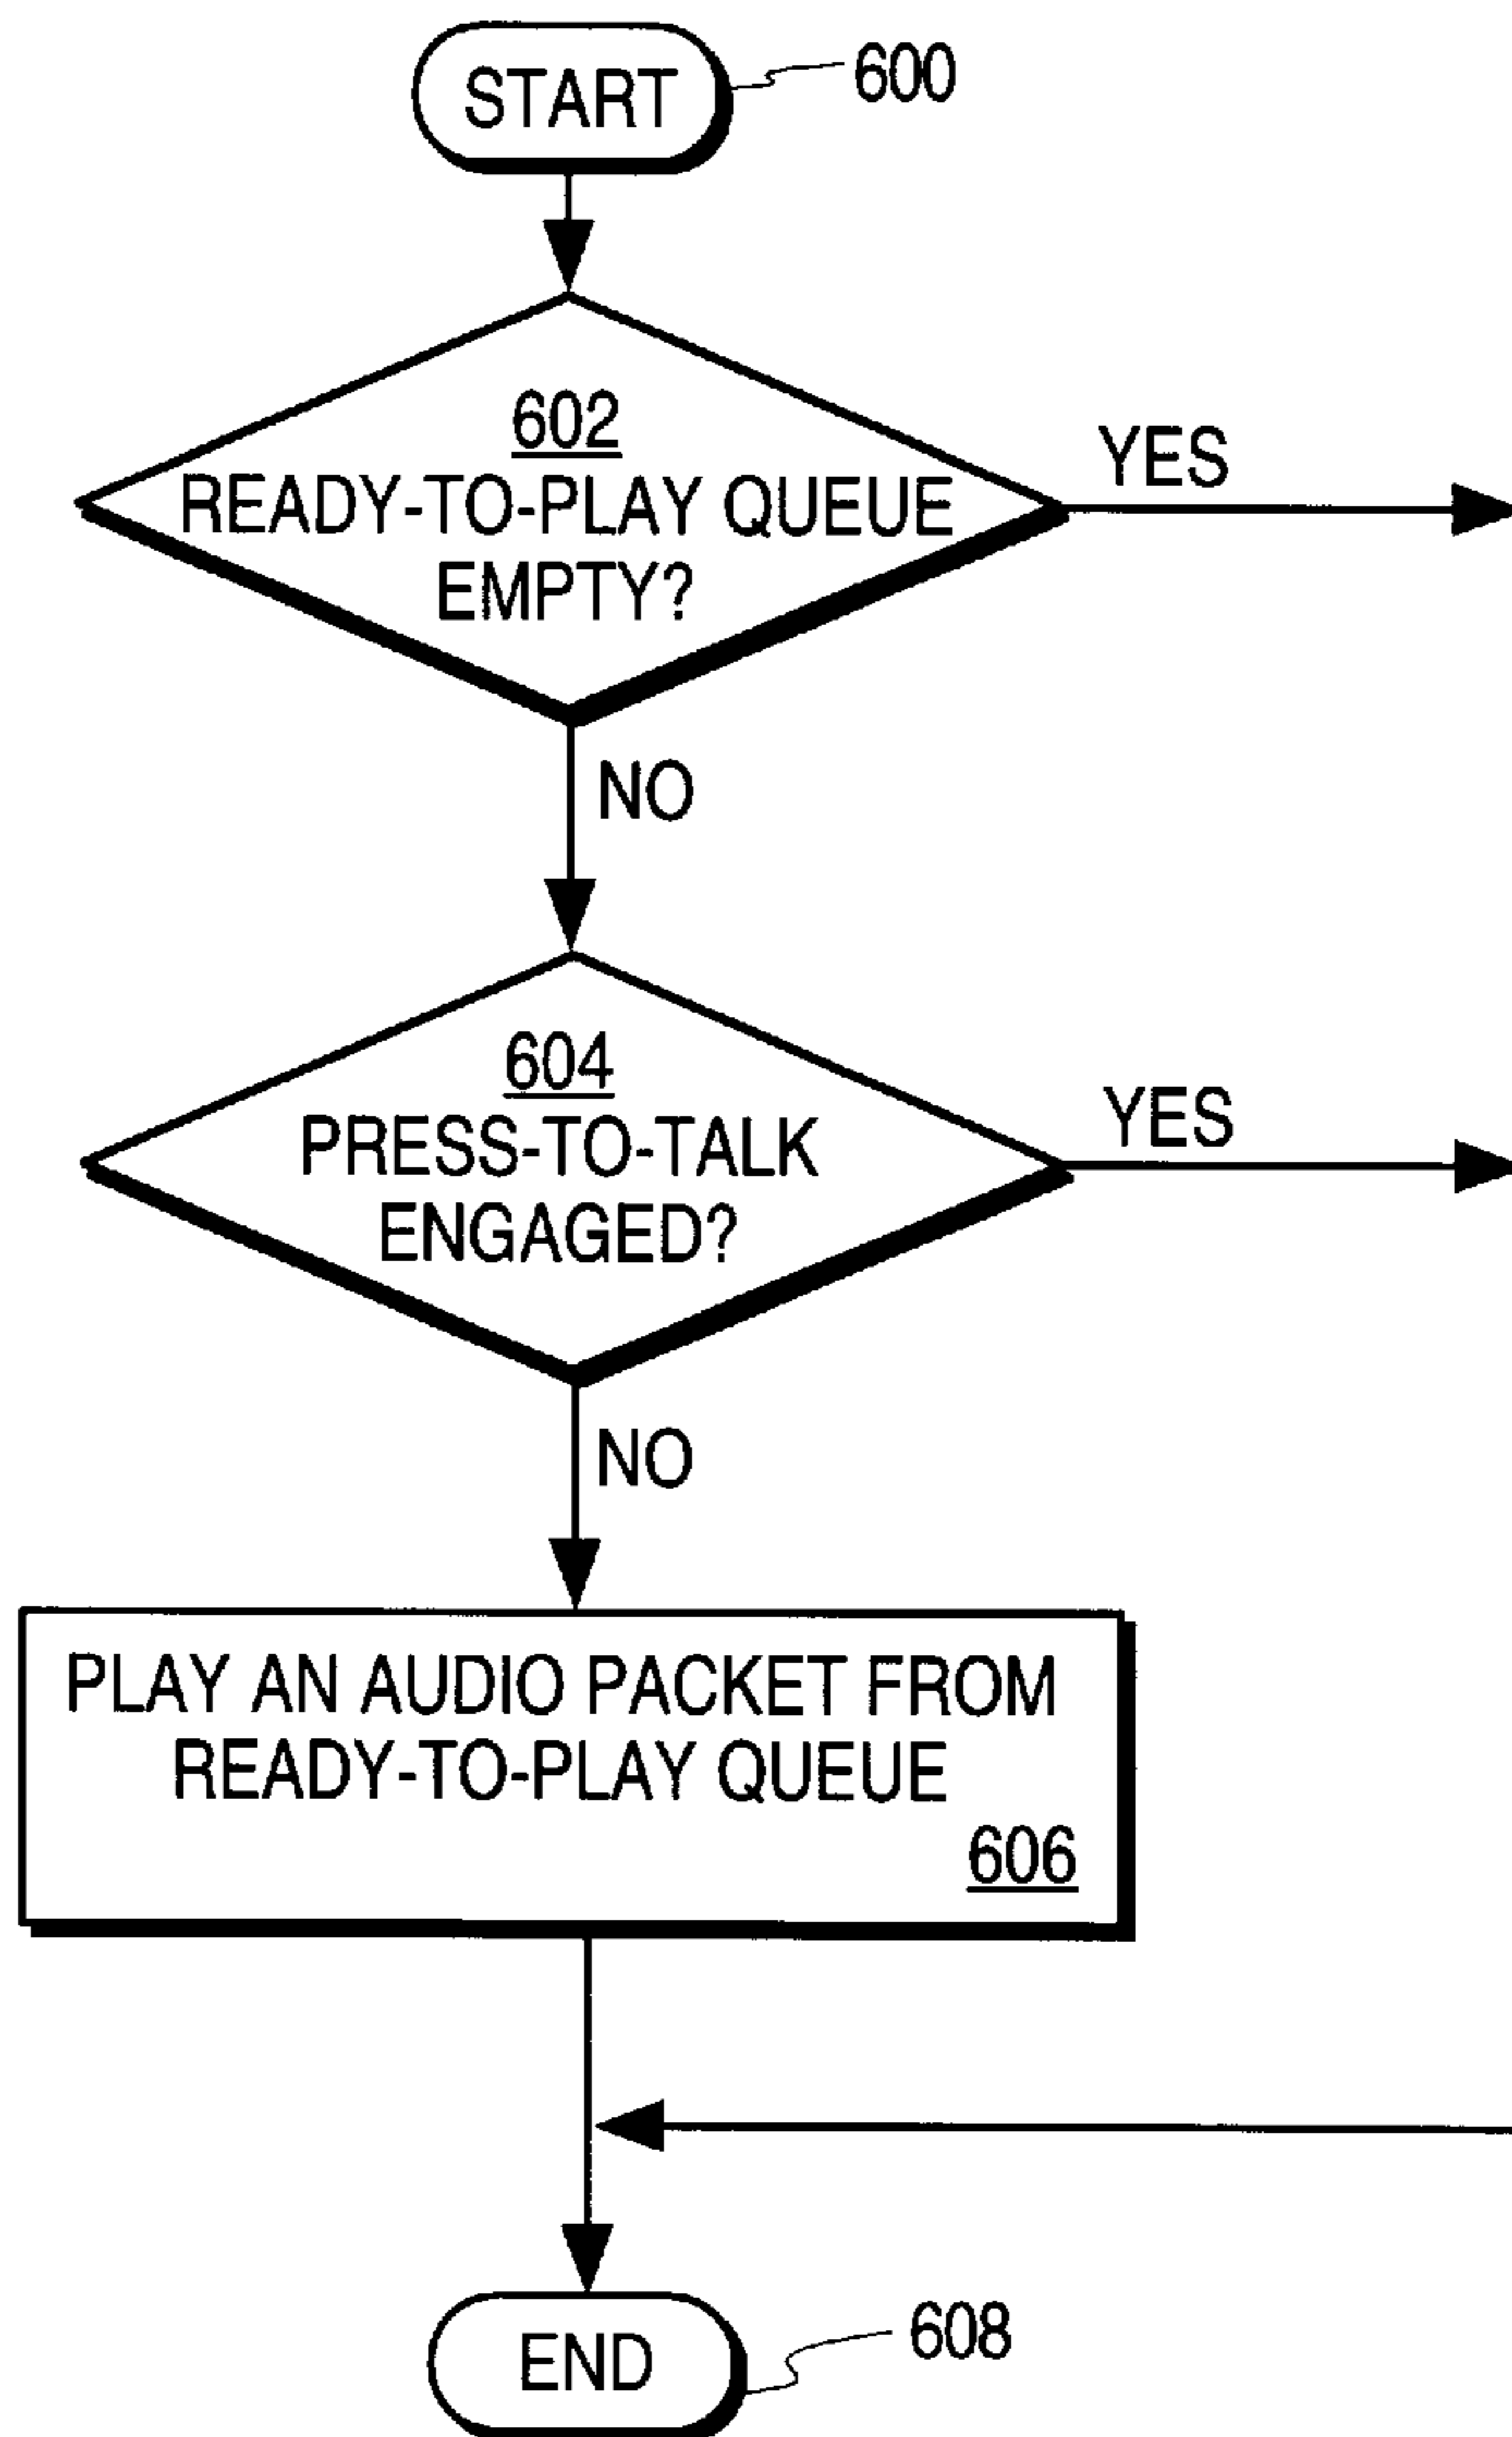 START
600
602
READY-TO-PLAY QUEUE
EMPTY?
YES
NO
604
PRESS-TO-TALK
ENGAGED?
YES
NO
PLAY AN AUDIO PACKET FROM
READY-TO-PLAY QUEUE
606
END
608